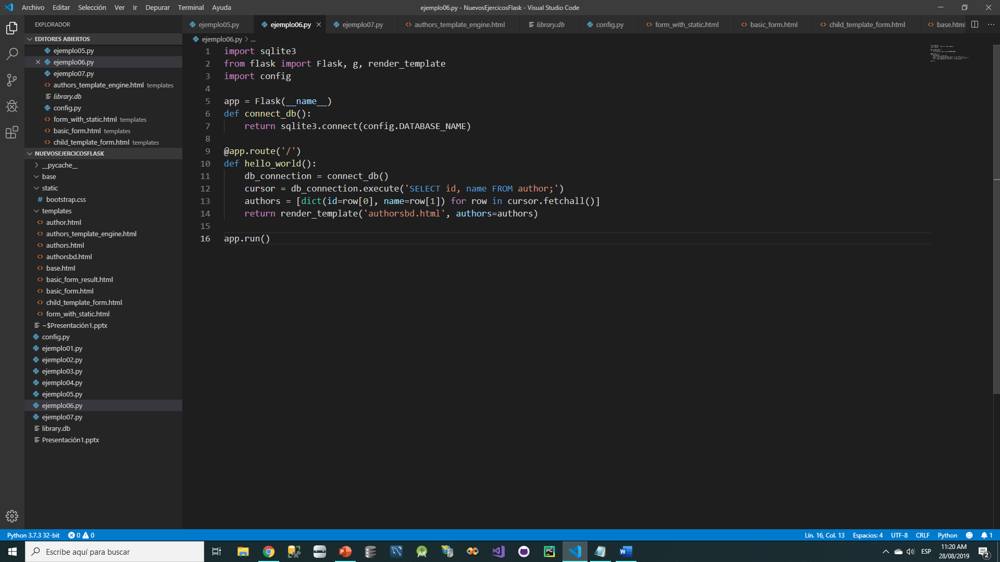 Archivo Editar Selección Ver Ir Depurar Terminal Ayuda
ejemplo06.py - NuevosEjercicosFlask - Visual Studio Code
EXPLORADOR
ejemplo05.py ejemplo06.py ejemplo07.py authors_template_engine.html library.db config.py form_with_static.html basic_form.html child_template_form.html base.html
EDITORES ABIERTOS
ejemplo05.py
ejemplo06.py
ejemplo07.py
authors_template_engine.html templates
library.db
config.py
form_with_static.html templates
basic_form.html templates
child_template_form.html templates
NUEVOSEJERCICOSFLASK
__pycache__
base
static
bootstrap.css
templates
author.html
authors_template_engine.html
authors.html
authorsbd.html
base.html
basic_form_result.html
basic_form.html
child_template_form.html
form_with_static.html
~$Presentación1.pptx
config.py
ejemplo01.py
ejemplo02.py
ejemplo03.py
ejemplo04.py
ejemplo05.py
ejemplo06.py
ejemplo07.py
library.db
Presentación1.pptx
ejemplo06.py > ...
1 import sqlite3
2 from flask import Flask, g, render_template
3 import config
4
5 app = Flask(__name__)
6 def connect_db():
7     return sqlite3.connect(config.DATABASE_NAME)
8
9 @app.route('/')
10 def hello_world():
11     db_connection = connect_db()
12     cursor = db_connection.execute('SELECT id, name FROM author;')
13     authors = [dict(id=row[0], name=row[1]) for row in cursor.fetchall()]
14     return render_template('authorsbd.html', authors=authors)
15
16 app.run()
Python 3.7.3 32-bit 0 0
Lín. 16, Col. 13 Espacios: 4 UTF-8 CRLF Python 1
Escribe aquí para buscar
ESP
11:20 AM
28/08/2019
2